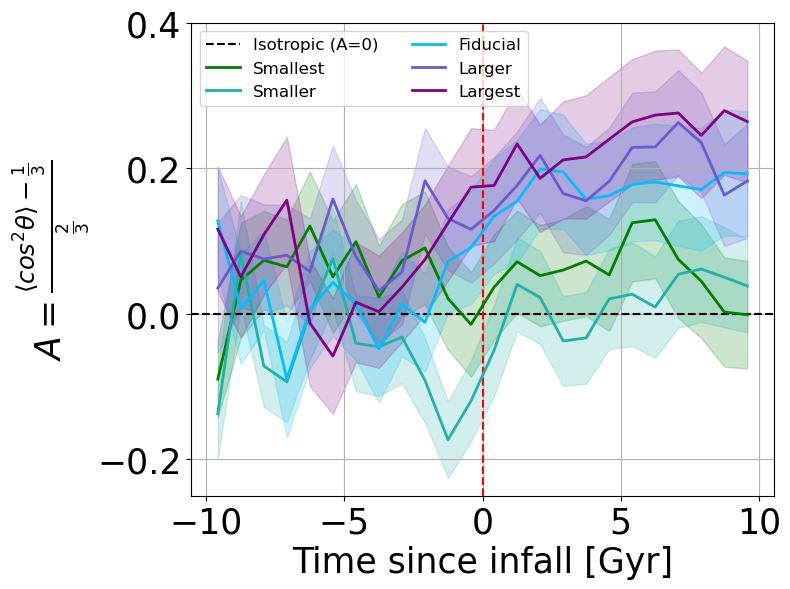 0.4
0.2
0.0
−0.2
A = (⟨cos²θ⟩ − 1/3) / (2/3)
Isotropic (A=0)
Smallest
Smaller
Fiducial
Larger
Largest
−10
−5
0
5
10
Time since infall [Gyr]